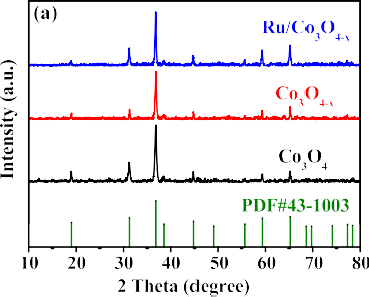 (a)
Ru/Co₃O₄₋ₓ
Co₃O₄₋ₓ
Co₃O₄
PDF#43-1003
Intensity (a.u.)
10 20 30 40 50 60 70 80
2 Theta (degree)